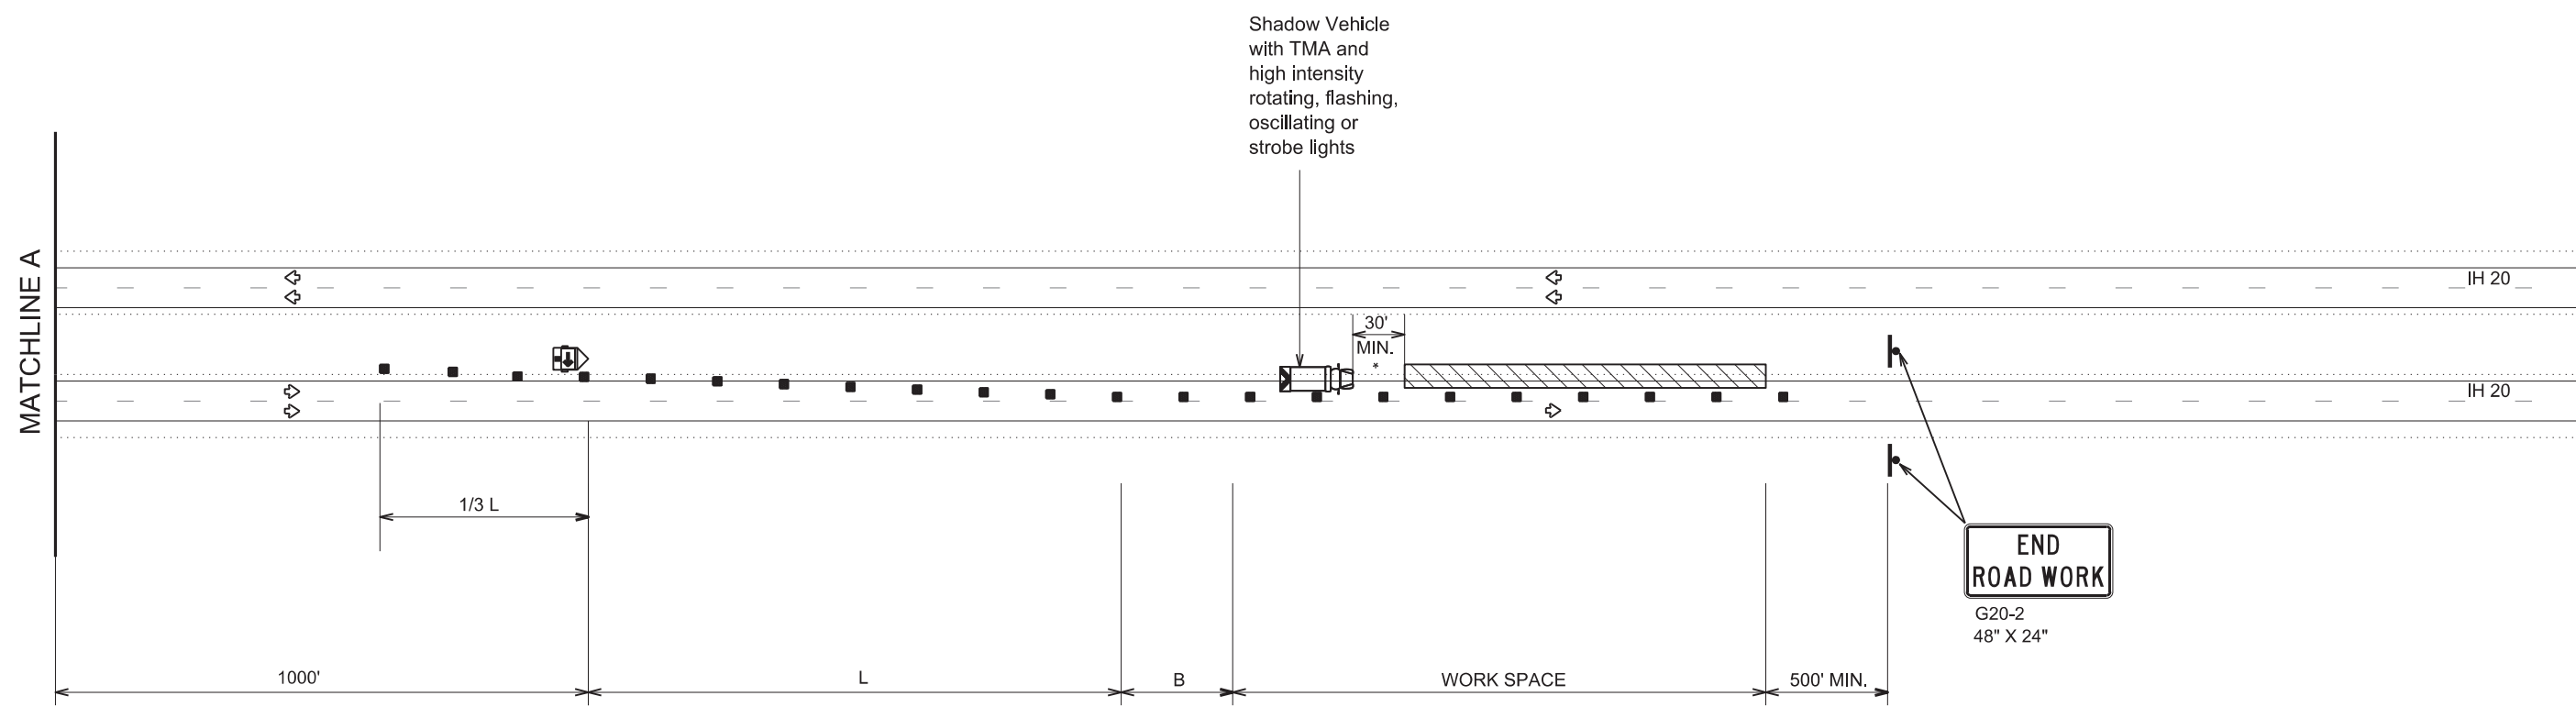 Shadow Vehicle
with TMA and
high intensity
rotating, flashing,
oscillating or
strobe lights
MATCHLINE A
IH 20
30'
MIN.
*
IH 20
1/3 L
END
ROAD WORK
G20-2
48" X 24"
1000'
L
B
WORK SPACE
500' MIN.